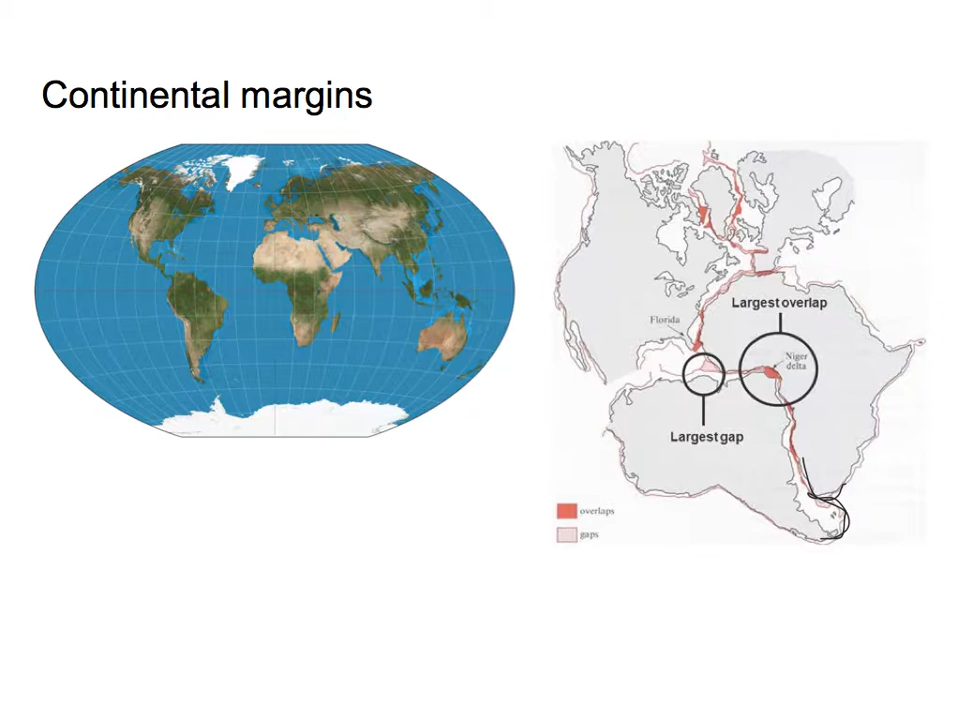 Continental margins
Largest overlap
Florida
Niger
delta
Largest gap
overlaps
gaps